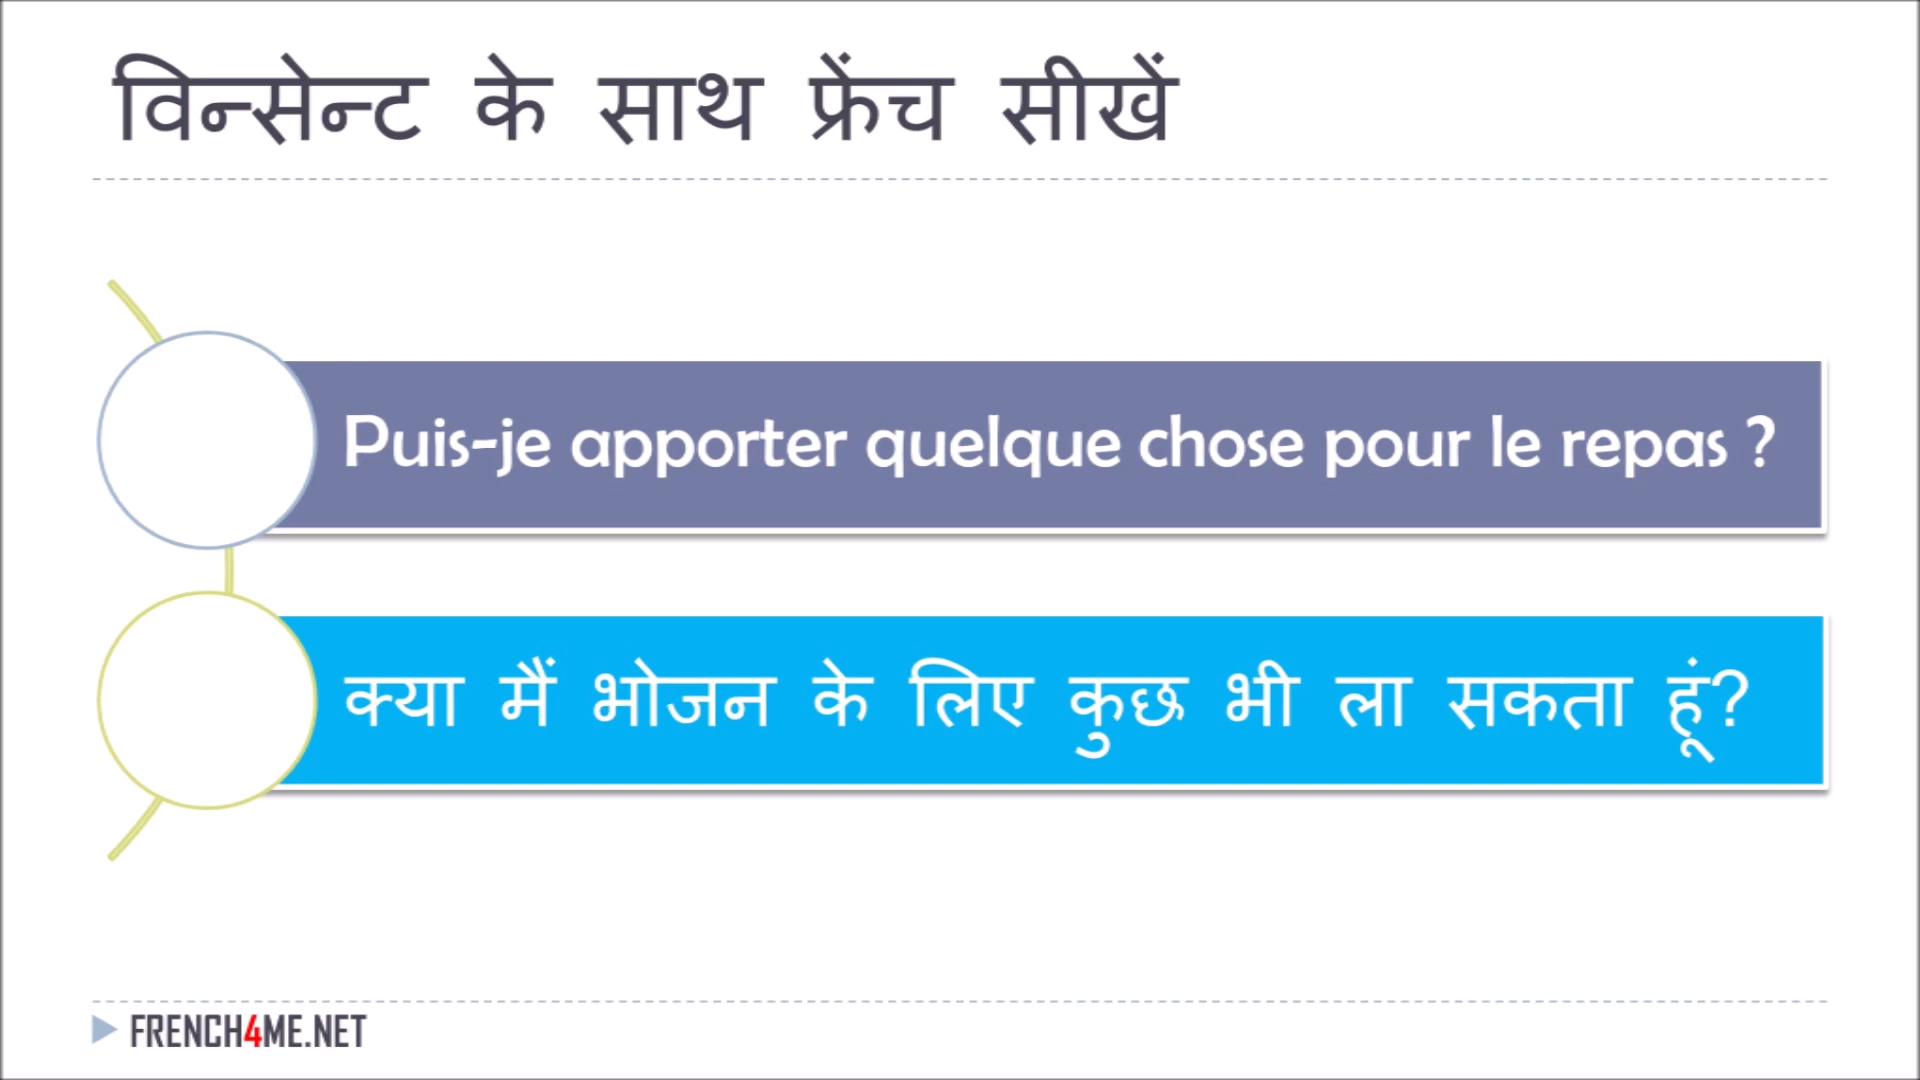 विन्सेन्ट के साथ फ्रेंच सीखें
Puis-je apporter quelque chose pour le repas ?
क्या मैं भोजन के लिए कुछ भी ला सकता हूं?
FRENCH4ME.NET